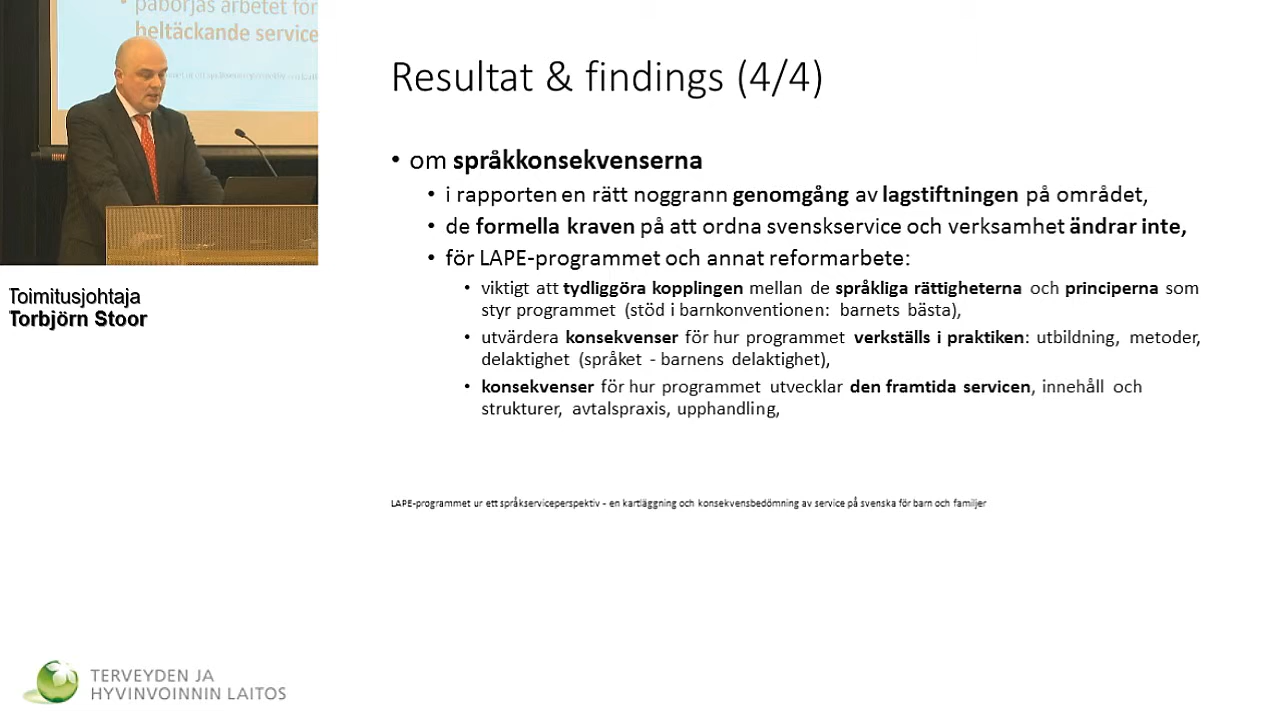 påbörjas arbetet för
heltäckande service
Toimitusjohtaja
Torbjörn Stoor
Resultat & findings (4/4)
• om språkkonsekvenserna
• i rapporten en rätt noggrann genomgång av lagstiftningen på området,
• de formella kraven på att ordna svenskservice och verksamhet ändrar inte,
• för LAPE-programmet och annat reformarbete:
• viktigt att tydliggöra kopplingen mellan de språkliga rättigheterna och principerna som
styr programmet (stöd i barnkonventionen: barnets bästa),
• utvärdera konsekvenser för hur programmet verkställs i praktiken: utbildning, metoder,
delaktighet (språket - barnens delaktighet),
• konsekvenser för hur programmet utvecklar den framtida servicen, innehåll och
strukturer, avtalspraxis, upphandling,
LAPE-programmet ur ett språkserviceperspektiv - en kartläggning och konsekvensbedömning av service på svenska för barn och familjer
TERVEYDEN JA
HYVINVOINNIN LAITOS